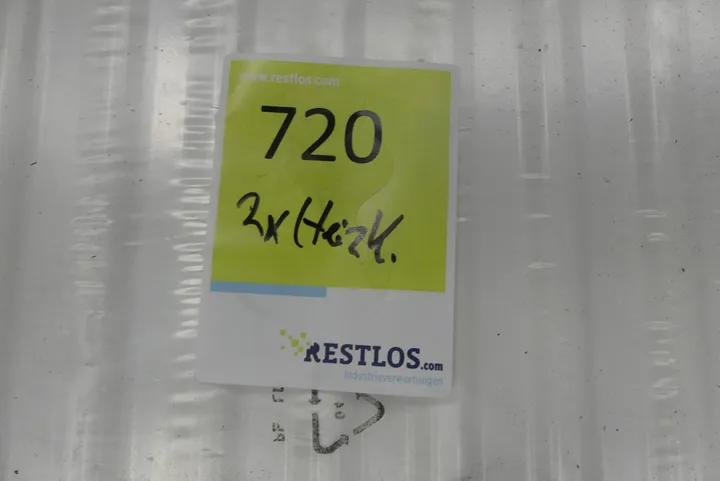 www.restlos.com
720
2x Heizk.
RESTLOS.com
Industrieverwertungen